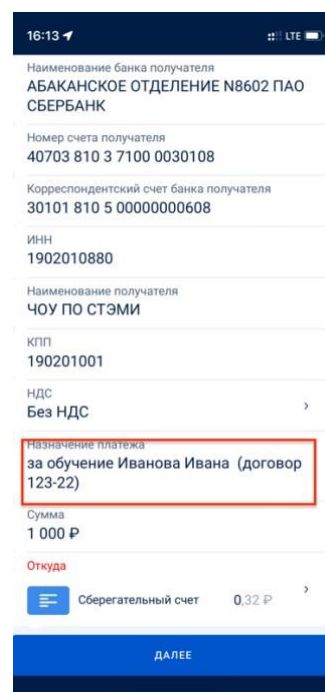 16:13
LTE
Наименование банка получателя
АБАКАНСКОЕ ОТДЕЛЕНИЕ N8602 ПАО
СБЕРБАНК
Номер счета получателя
40703 810 3 7100 0030108
Корреспондентский счет банка получателя
30101 810 5 00000000608
ИНН
1902010880
Наименование получателя
ЧОУ ПО СТЭМИ
КПП
190201001
НДС
Без НДС
Назначение платежа
за обучение Иванова Ивана (договор
123-22)
Сумма
1 000 ₽
Откуда
Сберегательный счет 0,32 ₽
ДАЛЕЕ